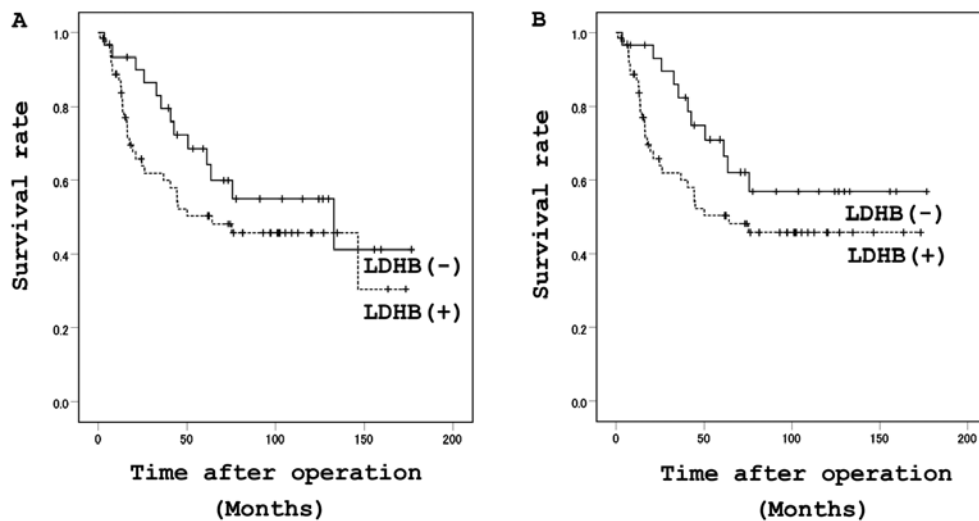 A
Survival rate
1.0
0.8
0.6
0.4
0.2
0.0
LDHB(-)
LDHB(+)
0
50
100
150
200
Time after operation
(Months)
B
Survival rate
1.0
0.8
0.6
0.4
0.2
0.0
LDHB(-)
LDHB(+)
0
50
100
150
200
Time after operation
(Months)